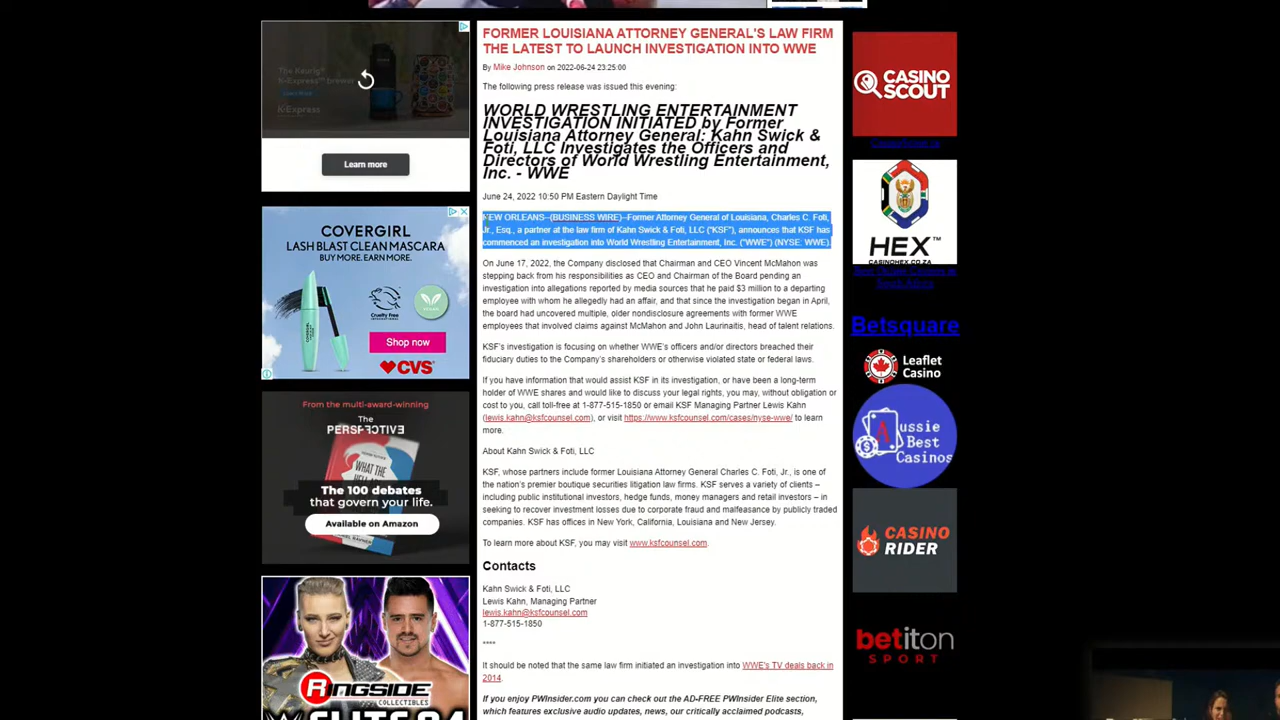 FORMER LOUISIANA ATTORNEY GENERAL'S LAW FIRM
THE LATEST TO LAUNCH INVESTIGATION INTO WWE
By Mike Johnson on 2022-06-24 23:25:00
The following press release was issued this evening:
WORLD WRESTLING ENTERTAINMENT
INVESTIGATION INITIATED by Former
Louisiana Attorney General: Kahn Swick &
Foti, LLC Investigates the Officers and
Directors of World Wrestling Entertainment,
Inc. - WWE
June 24, 2022 10:50 PM Eastern Daylight Time
NEW ORLEANS--(BUSINESS WIRE)--Former Attorney General of Louisiana, Charles C. Foti,
Jr., Esq., a partner at the law firm of Kahn Swick & Foti, LLC ("KSF"), announces that KSF has
commenced an investigation into World Wrestling Entertainment, Inc. ("WWE") (NYSE: WWE).
On June 17, 2022, the Company disclosed that Chairman and CEO Vincent McMahon was
stepping back from his responsibilities as CEO and Chairman of the Board pending an
investigation into allegations reported by media sources that he paid $3 million to a departing
employee with whom he allegedly had an affair, and that since the investigation began in April,
the board had uncovered multiple, older nondisclosure agreements with former WWE
employees that involved claims against McMahon and John Laurinaitis, head of talent relations.
KSF's investigation is focusing on whether WWE's officers and/or directors breached their
fiduciary duties to the Company's shareholders or otherwise violated state or federal laws.
If you have information that would assist KSF in its investigation, or have been a long-term
holder of WWE shares and would like to discuss your legal rights, you may, without obligation or
cost to you, call toll-free at 1-877-515-1850 or email KSF Managing Partner Lewis Kahn
(lewis.kahn@ksfcounsel.com), or visit https://www.ksfcounsel.com/cases/nyse-wwe/ to learn
more.
About Kahn Swick & Foti, LLC
KSF, whose partners include former Louisiana Attorney General Charles C. Foti, Jr., is one of
the nation's premier boutique securities litigation law firms. KSF serves a variety of clients –
including public institutional investors, hedge funds, money managers and retail investors – in
seeking to recover investment losses due to corporate fraud and malfeasance by publicly traded
companies. KSF has offices in New York, California, Louisiana and New Jersey.
To learn more about KSF, you may visit www.ksfcounsel.com.
Contacts
Kahn Swick & Foti, LLC
Lewis Kahn, Managing Partner
lewis.kahn@ksfcounsel.com
1-877-515-1850
****
It should be noted that the same law firm initiated an investigation into WWE's TV deals back in
2014.
If you enjoy PWInsider.com you can check out the AD-FREE PWInsider Elite section,
which features exclusive audio updates, news, our critically acclaimed podcasts,
The Keurig
K-Express brewer
K-Express
Learn more
COVERGIRL
LASH BLAST CLEAN MASCARA
BUY MORE. EARN MORE.
Shop now
CVS
From the multi-award-winning
The
PERSPECTIVE
WHAT THE
The 100 debates
that govern your life.
Available on Amazon
RINGSIDE
COLLECTIBLES
CASINO
SCOUT
HEX
CASINOHEX.CO.ZA
Betsquare
Leaflet
Casino
Aussie
Best
Casinos
CASINO
RIDER
betiton
SPORT